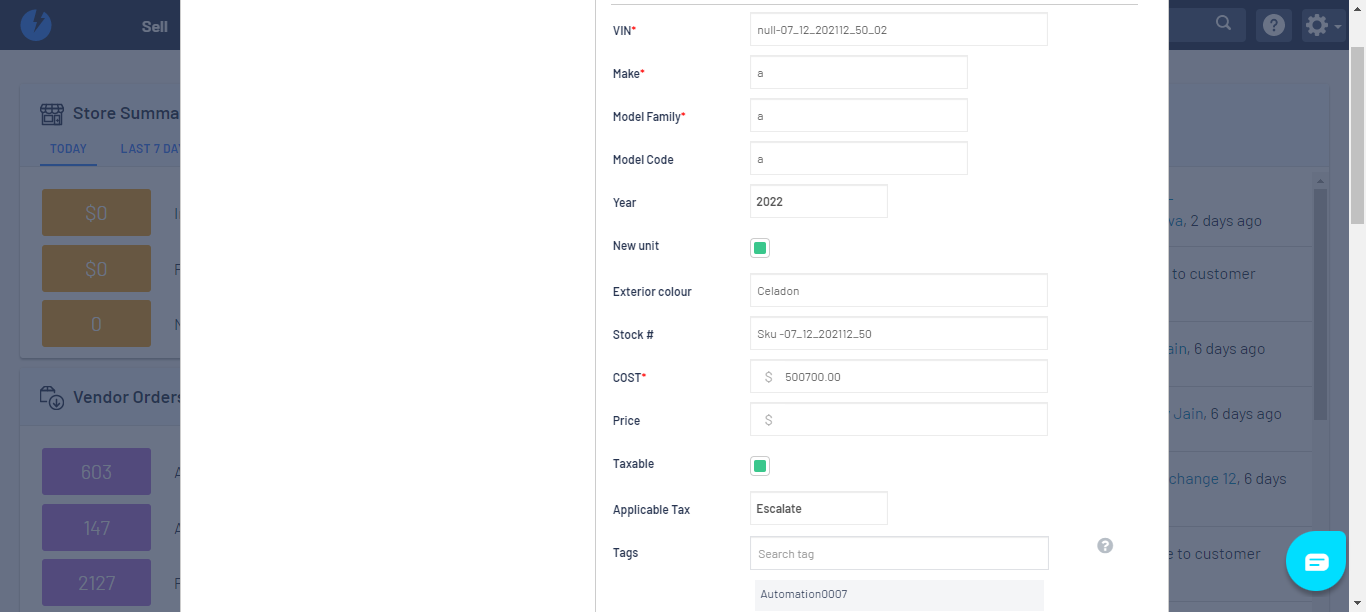 Sell
Store Summa
TODAY
LAST 7 DA
$0
$0
0
Vendor Orders
603
147
2127
VIN*
null-07_12_202112_50_02
Make*
a
Model Family*
a
Model Code
a
Year
2022
New unit
Exterior colour
Celadon
Stock #
Sku -07_12_202112_50
COST*
$ 500700.00
Price
$
Taxable
Applicable Tax
Escalate
Tags
Search tag
?
Automation0007
?
va, 2 days ago
to customer
ain, 6 days ago
Jain, 6 days ago
change 12, 6 days
e to customer